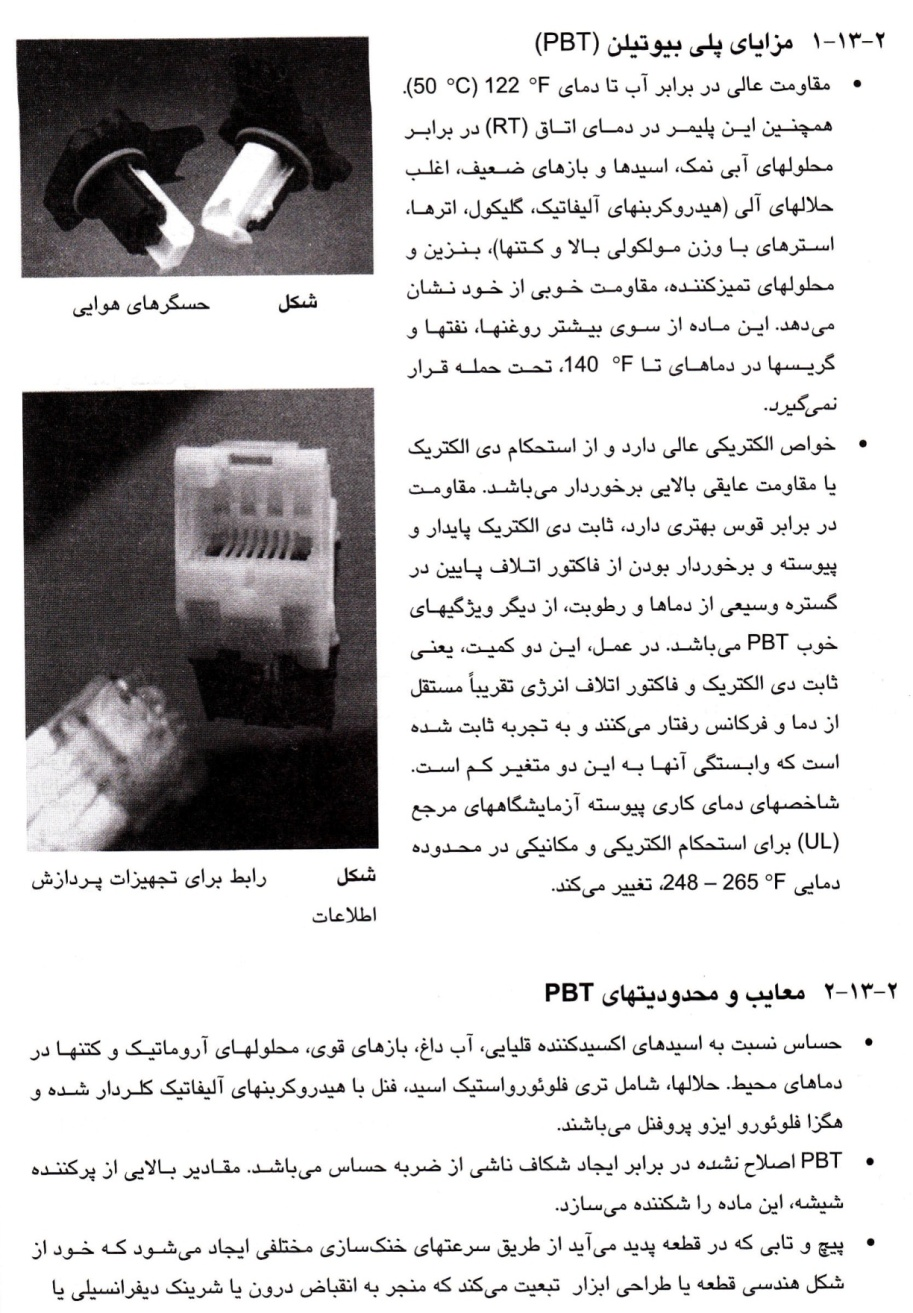 ۲-۱۳-۱ مزایای پلی بیوتیلن (PBT)
• مقاومت عالی در برابر آب تا دمای 122 °F (50 °C).
همچنین این پلیمر در دمای اتاق (RT) در برابر
محلولهای آبی نمک، اسیدها و بازهای ضعیف، اغلب
حلالهای آلی (هیدروکربنهای آلیفاتیک، گلیکول، اترها،
استرهای با وزن مولکولی بالا و کتنها)، بنزین و
محلولهای تمیزکننده، مقاومت خوبی از خود نشان
می‌دهد. این ماده از سوی بیشتر روغنها، نفتها و
گریسها در دماهای تا 140 °F، تحت حمله قرار
نمی‌گیرد.
• خواص الکتریکی عالی دارد و از استحکام دی الکتریک
یا مقاومت عایقی بالایی برخوردار می‌باشد. مقاومت
در برابر قوس بهتری دارد، ثابت دی الکتریک پایدار و
پیوسته و برخوردار بودن از فاکتور اتلاف پایین در
گستره وسیعی از دماها و رطوبت، از دیگر ویژگیهای
خوب PBT می‌باشد. در عمل، این دو کمیت، یعنی
ثابت دی الکتریک و فاکتور اتلاف انرژی تقریباً مستقل
از دما و فرکانس رفتار می‌کنند و به تجربه ثابت شده
است که وابستگی آنها به این دو متغیر کم است.
شاخصهای دمای کاری پیوسته آزمایشگاههای مرجع
(UL) برای استحکام الکتریکی و مکانیکی در محدوده
دمایی 248 – 265 °F، تغییر می‌کند.
شکل حسگرهای هوایی
شکل رابط برای تجهیزات پردازش
اطلاعات
۲-۱۳-۲ معایب و محدودیتهای PBT
• حساس نسبت به اسیدهای اکسیدکننده قلیایی، آب داغ، بازهای قوی، محلولهای آروماتیک و کتنها در
دماهای محیط. حلالها، شامل تری فلوئورواستیک اسید، فنل با هیدروکربنهای آلیفاتیک کلردار شده و
هگزا فلوئورو ایزو پروفنل می‌باشند.
• PBT اصلاح نشده در برابر ایجاد شکاف ناشی از ضربه حساس می‌باشد. مقادیر بالایی از پرکننده
شیشه، این ماده را شکننده می‌سازد.
• پیچ و تابی که در قطعه پدید می‌آید از طریق سرعتهای خنک‌سازی مختلفی ایجاد می‌شود که خود از
شکل هندسی قطعه یا طراحی ابزار تبعیت می‌کند که منجر به انقباض درون یا شرینک دیفرانسیلی یا